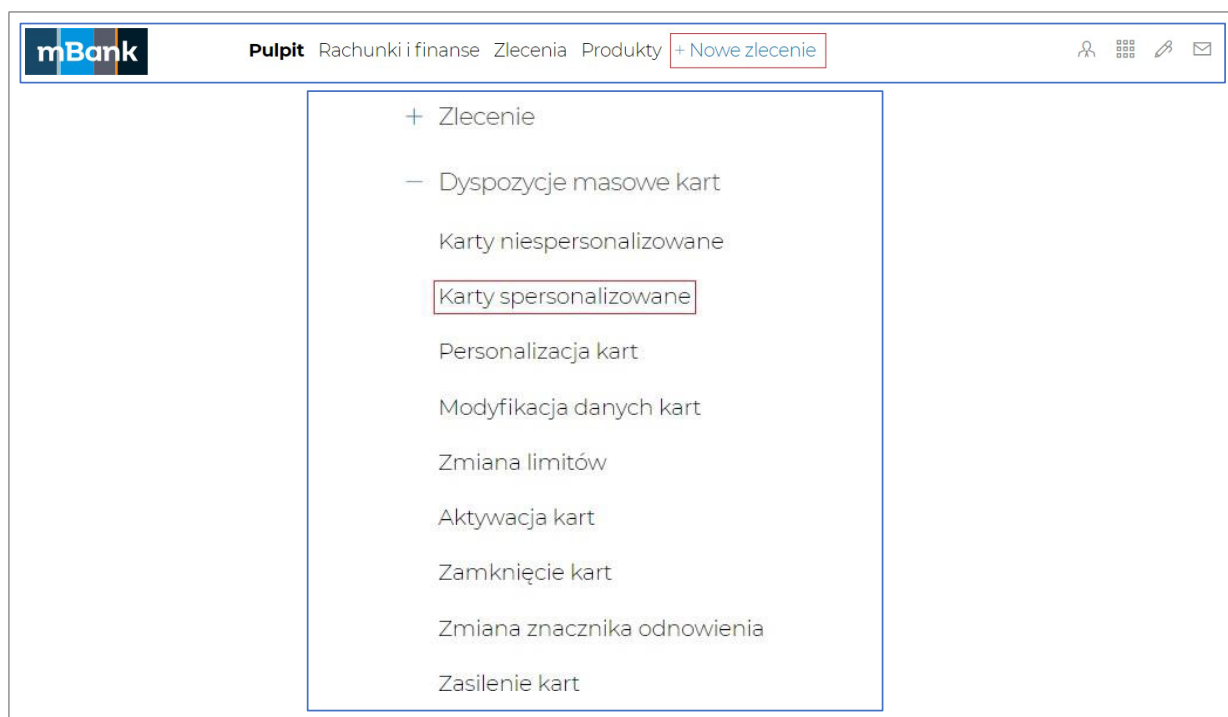 mBank Pulpit Rachunki i finanse Zlecenia Produkty + Nowe zlecenie
+ Zlecenie
− Dyspozycje masowe kart
Karty niespersonalizowane
Karty spersonalizowane
Personalizacja kart
Modyfikacja danych kart
Zmiana limitów
Aktywacja kart
Zamknięcie kart
Zmiana znacznika odnowienia
Zasilenie kart